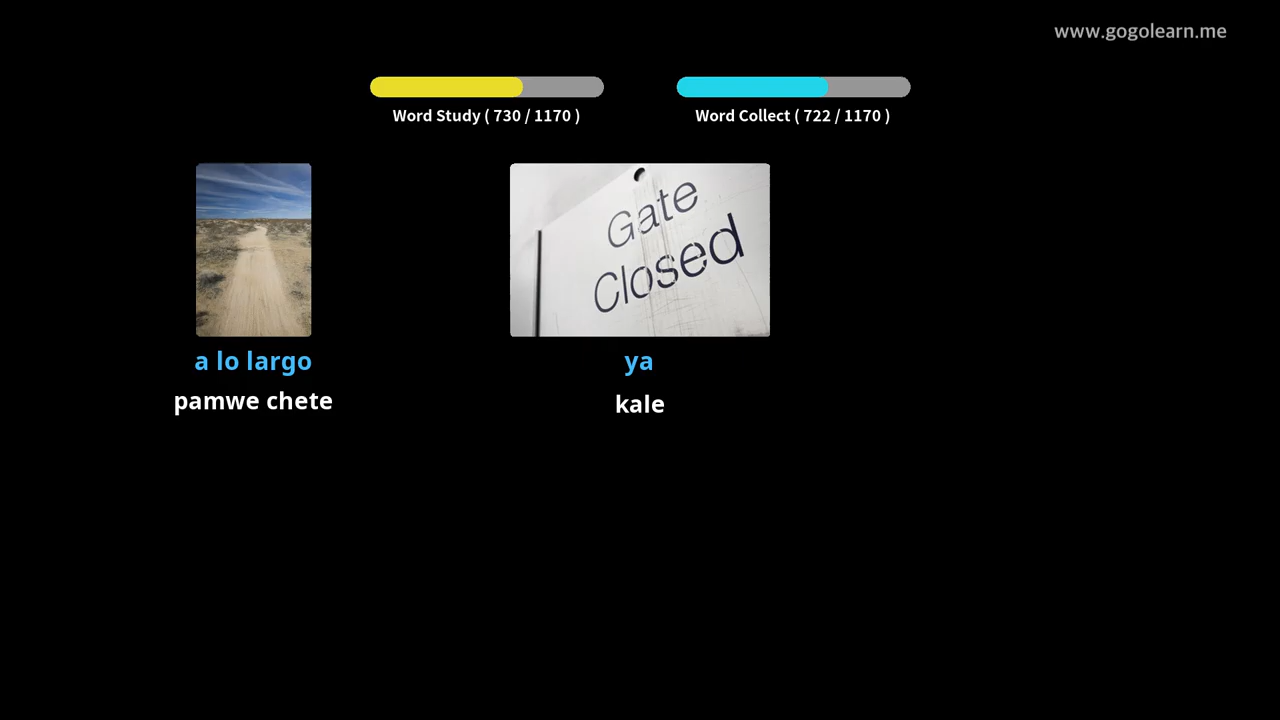 www.gogolearn.me
Word Study ( 730 / 1170 )
Word Collect ( 722 / 1170 )
Gate
Closed
a lo largo
pamwe chete
ya
kale